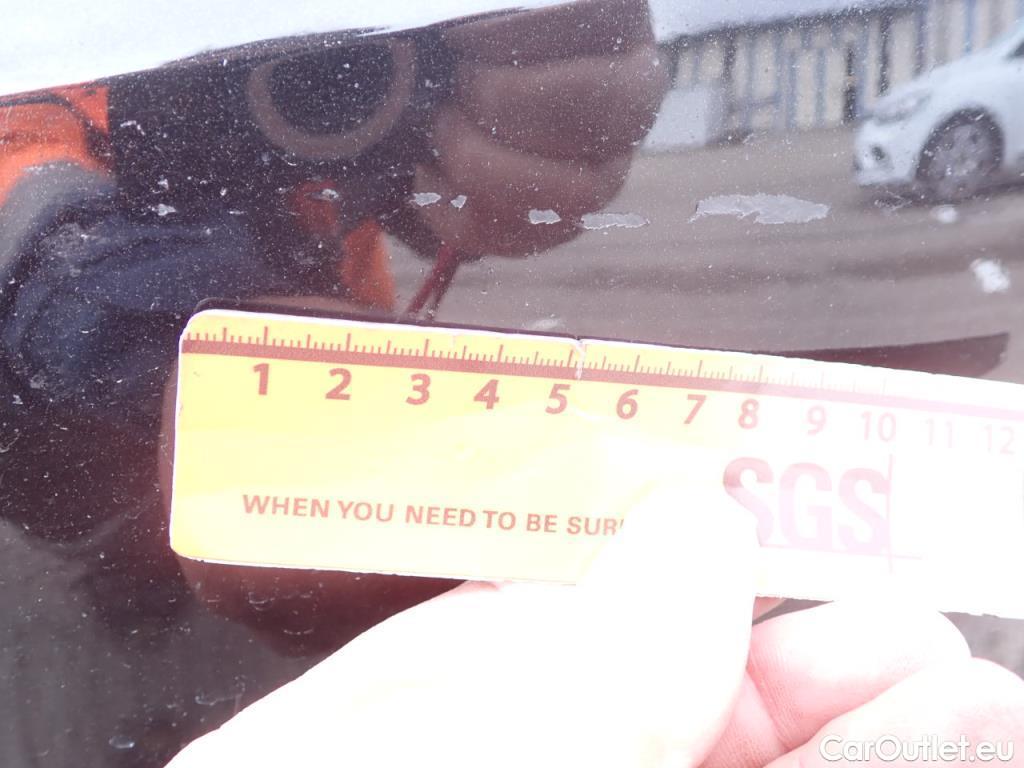 1 2 3 4 5 6 7 8 9 10 11 12
SGS
WHEN YOU NEED TO BE SUR
CarOutlet.eu